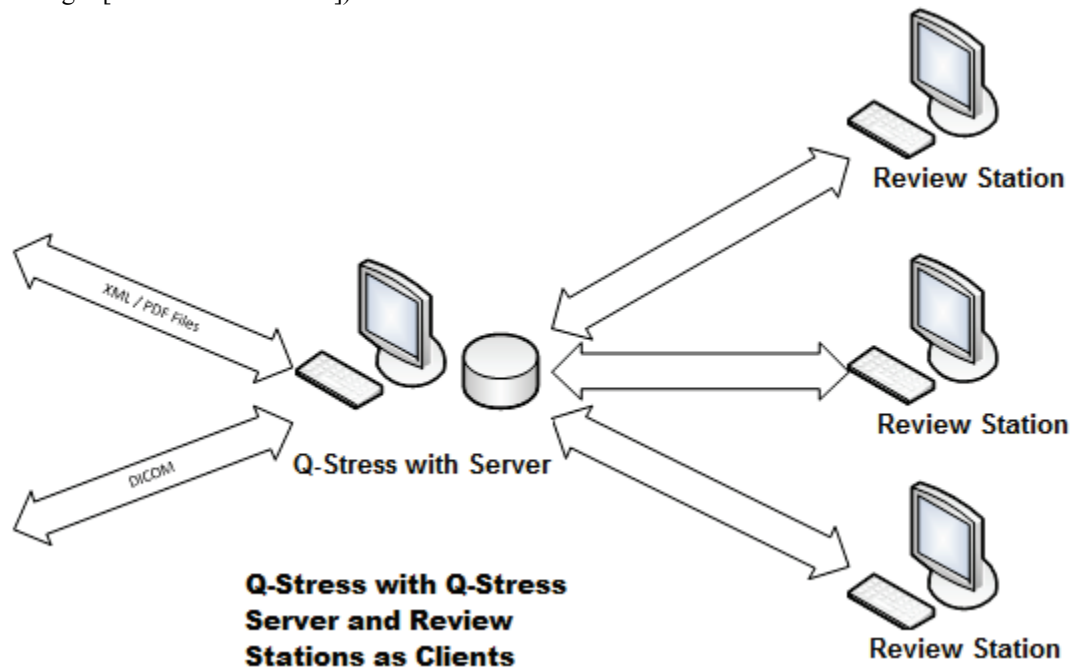 Review Station
XML / PDF Files
Review Station
DICOM
Q-Stress with Server
Q-Stress with Q-Stress
Server and Review
Stations as Clients
Review Station